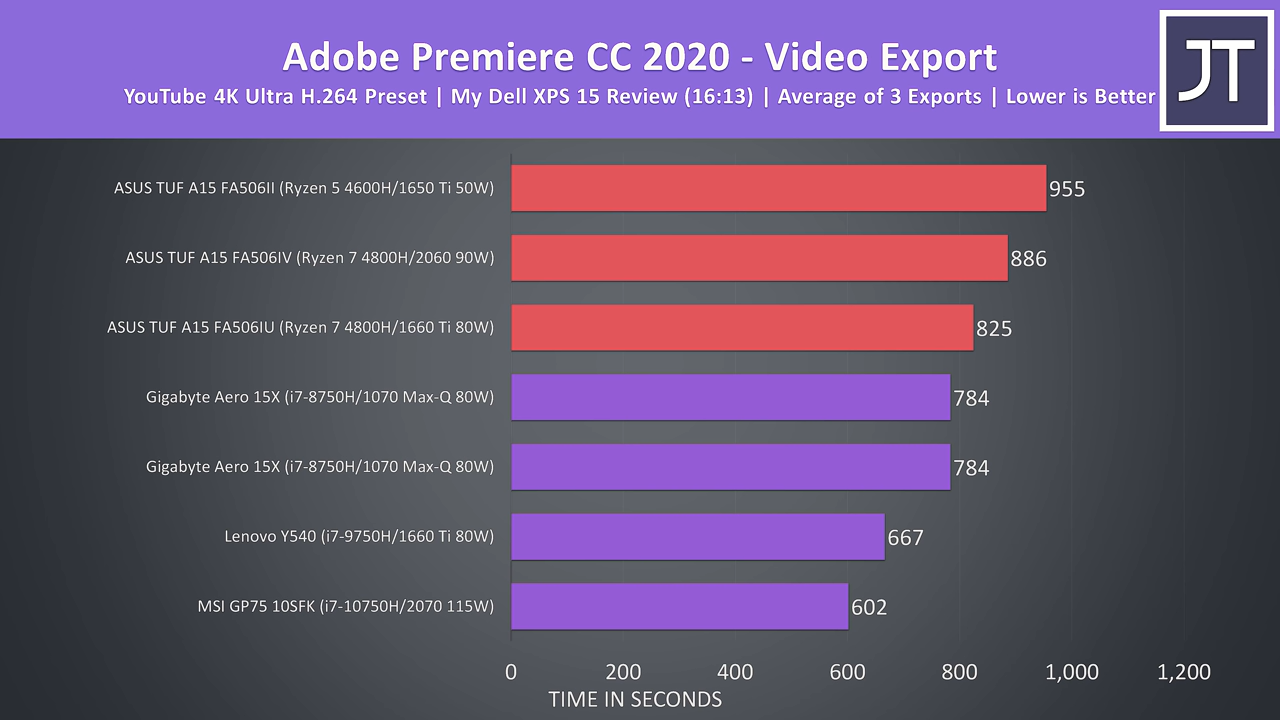 Adobe Premiere CC 2020 - Video Export
YouTube 4K Ultra H.264 Preset | My Dell XPS 15 Review (16:13) | Average of 3 Exports | Lower is Better
JT
ASUS TUF A15 FA506II (Ryzen 5 4600H/1650 Ti 50W) 955
ASUS TUF A15 FA506IV (Ryzen 7 4800H/2060 90W) 886
ASUS TUF A15 FA506IU (Ryzen 7 4800H/1660 Ti 80W) 825
Gigabyte Aero 15X (i7-8750H/1070 Max-Q 80W) 784
Gigabyte Aero 15X (i7-8750H/1070 Max-Q 80W) 784
Lenovo Y540 (i7-9750H/1660 Ti 80W) 667
MSI GP75 10SFK (i7-10750H/2070 115W) 602
0 200 400 600 800 1,000 1,200
TIME IN SECONDS